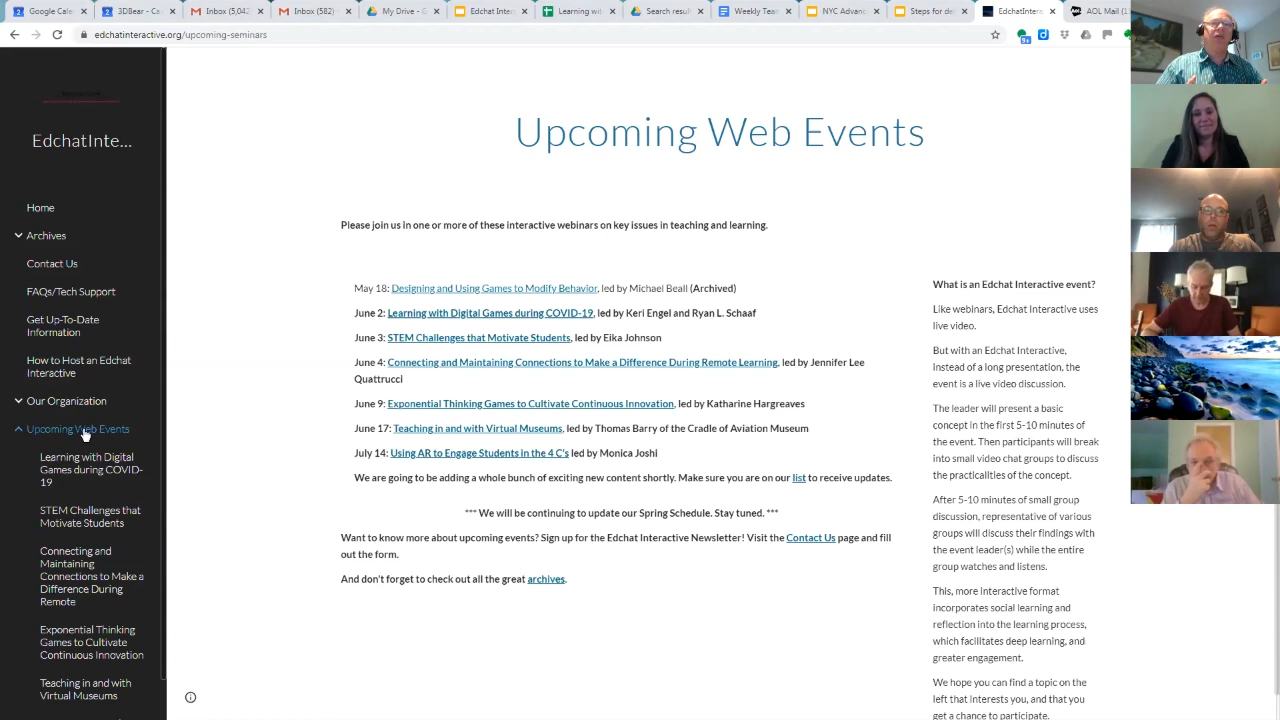 3DBear - Ca
Inbox (5,042
Inbox (582)
My Drive - G
Edchat Inter
Learning wit
Search resul
Weekly Tea
NYC Advanc
Steps for de
EdchatInter
AOL Mail (1
edchatinteractive.org/upcoming-seminars
EdchatInte...
Home
Archives
Contact Us
FAQs/Tech Support
Get Up-To-Date
Information
How to Host an Edchat
Interactive
Our Organization
Upcoming Web Events
Learning with Digital
Games during COVID-
19
STEM Challenges that
Motivate Students
Connecting and
Maintaining
Connections to Make a
Difference During
Remote
Exponential Thinking
Games to Cultivate
Continuous Innovation
Teaching in and with
Virtual Museums
Upcoming Web Events
Please join us in one or more of these interactive webinars on key issues in teaching and learning.
May 18: Designing and Using Games to Modify Behavior, led by Michael Beall (Archived)
June 2: Learning with Digital Games during COVID-19, led by Keri Engel and Ryan L. Schaaf
June 3: STEM Challenges that Motivate Students, led by Eika Johnson
June 4: Connecting and Maintaining Connections to Make a Difference During Remote Learning, led by Jennifer Lee
Quattrucci
June 9: Exponential Thinking Games to Cultivate Continuous Innovation, led by Katharine Hargreaves
June 17: Teaching in and with Virtual Museums, led by Thomas Barry of the Cradle of Aviation Museum
July 14: Using AR to Engage Students in the 4 C's led by Monica Joshi
We are going to be adding a whole bunch of exciting new content shortly. Make sure you are on our list to receive updates.
*** We will be continuing to update our Spring Schedule. Stay tuned. ***
Want to know more about upcoming events? Sign up for the Edchat Interactive Newsletter! Visit the Contact Us page and fill
out the form.
And don't forget to check out all the great archives.
What is an Edchat Interactive event?
Like webinars, Edchat Interactive uses
live video.
But with an Edchat Interactive,
instead of a long presentation, the
event is a live video discussion.
The leader will present a basic
concept in the first 5-10 minutes of
the event. Then participants will break
into small video chat groups to discuss
the practicalities of the concept.
After 5-10 minutes of small group
discussion, representative of various
groups will discuss their findings with
the event leader(s) while the entire
group watches and listens.
This, more interactive format
incorporates social learning and
reflection into the learning process,
which facilitates deep learning, and
greater engagement.
We hope you can find a topic on the
left that interests you, and that you
get a chance to participate.